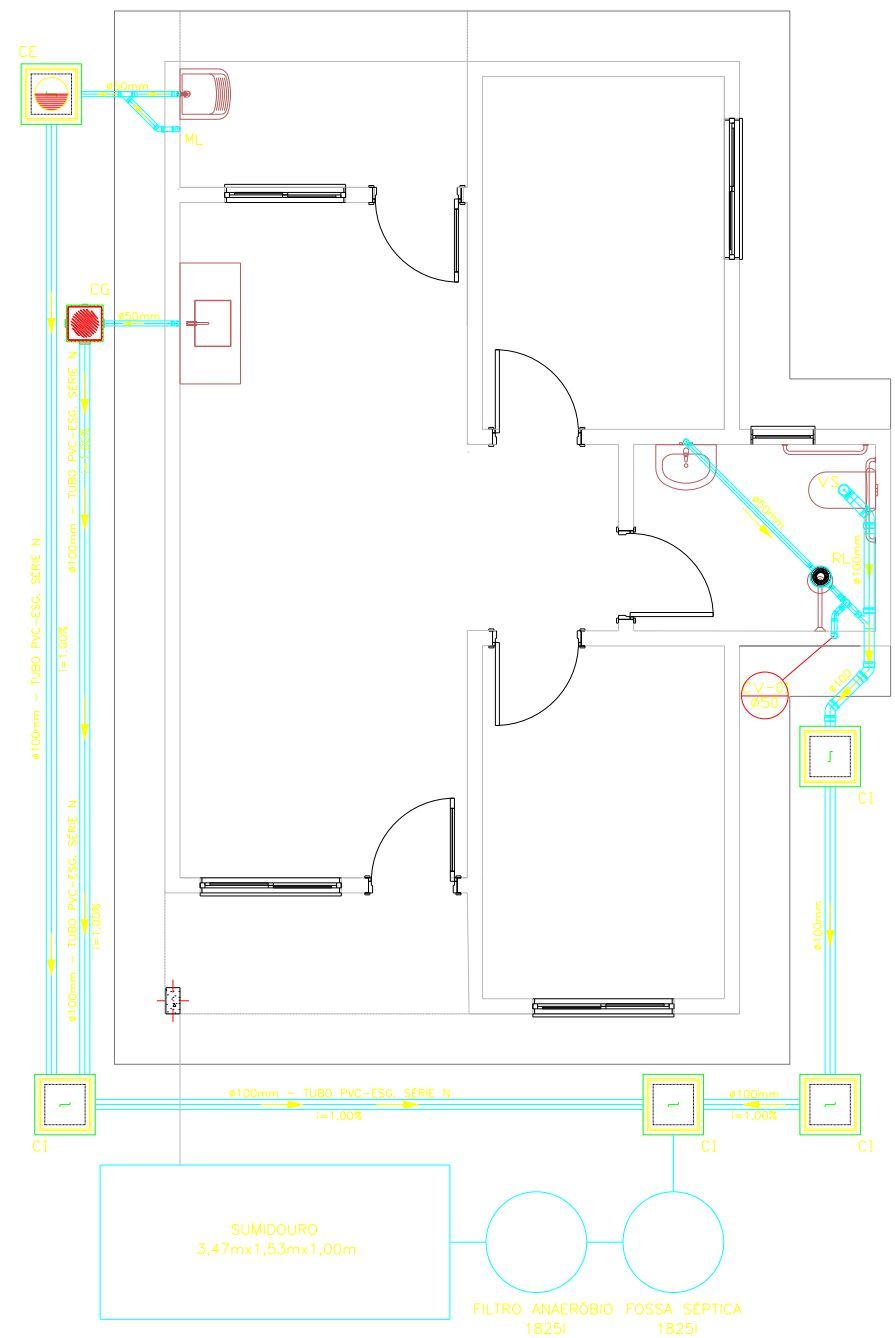 CE
ø50mm
ML
CG
ø50mm
ø100mm - TUBO PVC-ESG. SÉRIE N
i=1.00%
ø100mm - TUBO PVC-ESG. SÉRIE N
i=1.00%
ø100mm - TUBO PVC-ESG. SÉRIE N
i=1.00%
VS
ø50mm
RL
ø100mm
ø100
CV-0
ø50
CI
ø100mm
ø100mm - TUBO PVC-ESG. SÉRIE N
i=1.00%
ø100mm
i=1.00%
CI
CI
CI
SUMIDOURO
3,47mx1,53mx1,00m
FILTRO ANAERÓBIO
1825l
FOSSA SÉPTICA
1825l